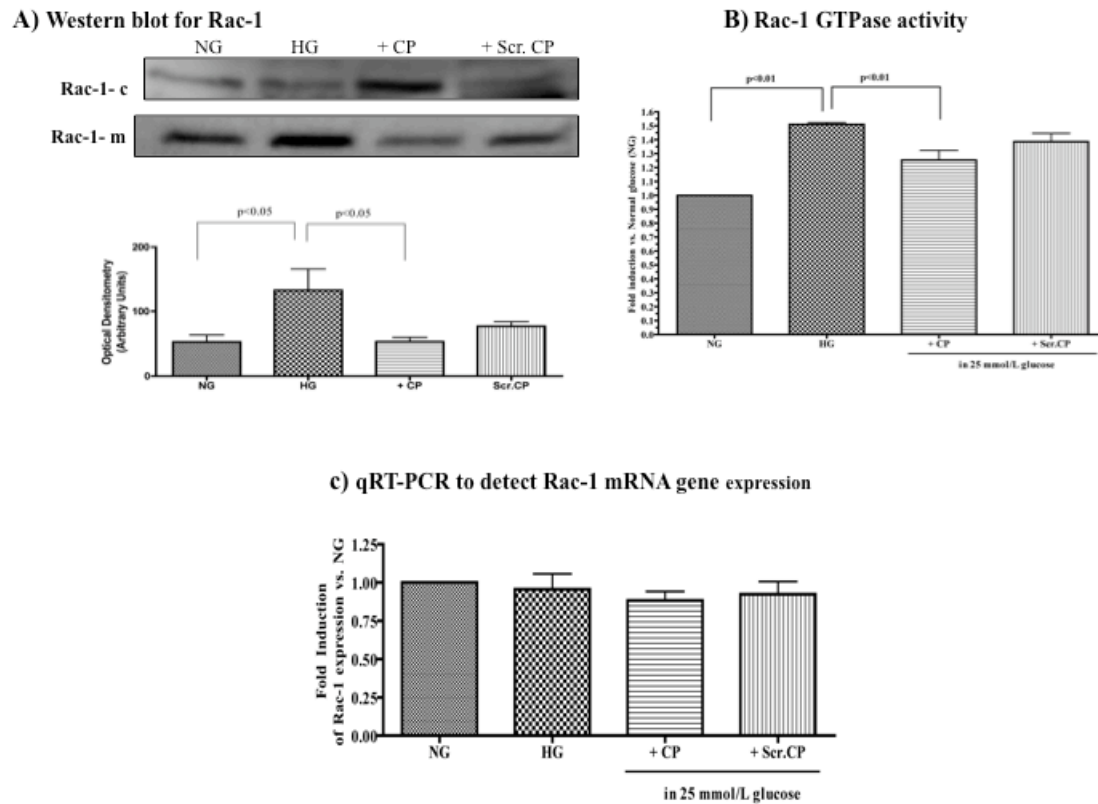 A) Western blot for Rac-1
NG HG + CP + Scr. CP
Rac-1- c
Rac-1- m
p<0.05 p<0.05
Optical Densitometry
(Arbitrary Units)
200
100
0
NG HG + CP Scr.CP
B) Rac-1 GTPase activity
p<0.01 p<0.01
Fold induction vs. Normal glucose (NG)
1.6
1.5
1.4
1.3
1.2
1.1
1.0
0.9
0.8
0.7
0.6
0.5
0.4
0.3
0.2
0.1
0.0
NG HG + CP + Scr.CP
in 25 mmol/L glucose
c) qRT-PCR to detect Rac-1 mRNA gene expression
Fold Induction
of Rac-1 expression vs. NG
1.25
1.00
0.75
0.50
0.25
0.00
NG HG + CP + Scr.CP
in 25 mmol/L glucose